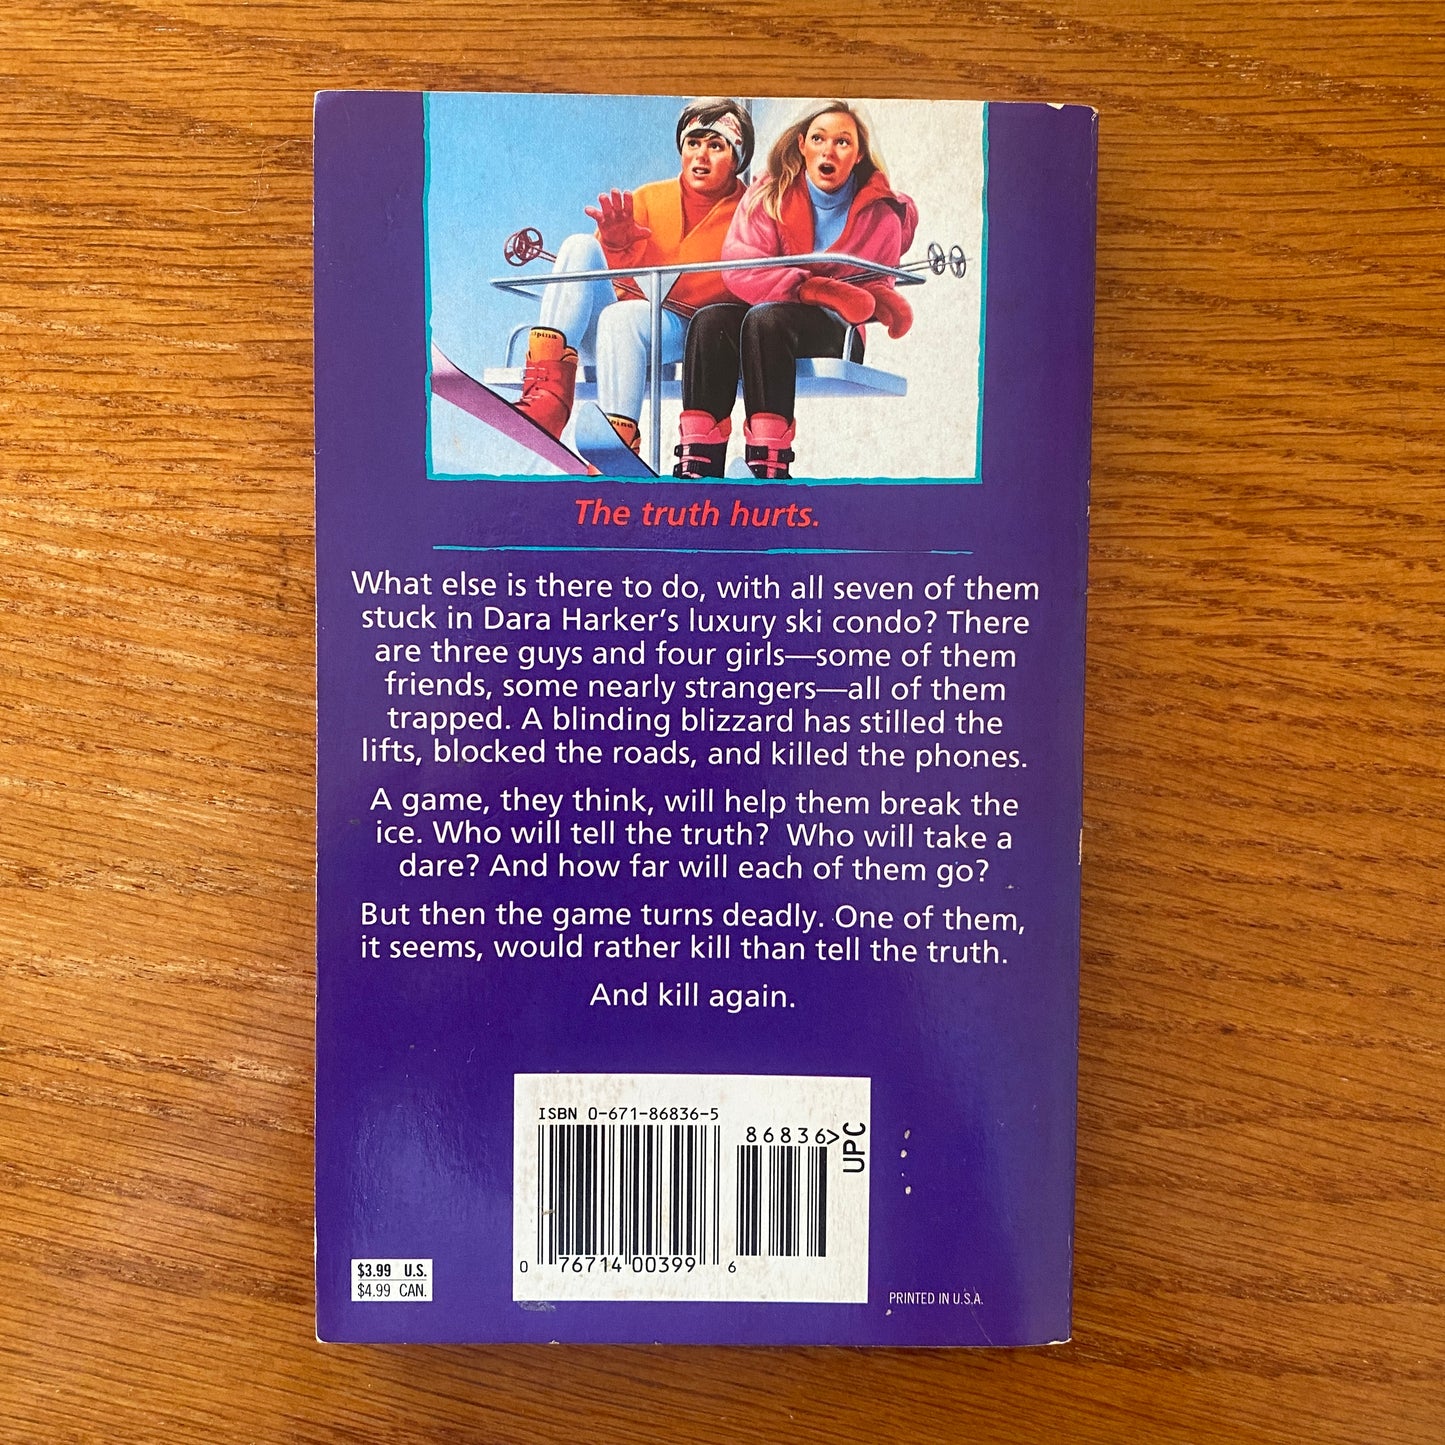 alpina
The truth hurts.
What else is there to do, with all seven of them
stuck in Dara Harker's luxury ski condo? There
are three guys and four girls—some of them
friends, some nearly strangers—all of them
trapped. A blinding blizzard has stilled the
lifts, blocked the roads, and killed the phones.
A game, they think, will help them break the
ice. Who will tell the truth? Who will take a
dare? And how far will each of them go?
But then the game turns deadly. One of them,
it seems, would rather kill than tell the truth.
And kill again.
ISBN 0-671-86836-5
86836>
UPC
0 76714 00399 6
$3.99 U.S.
$4.99 CAN.
PRINTED IN U.S.A.